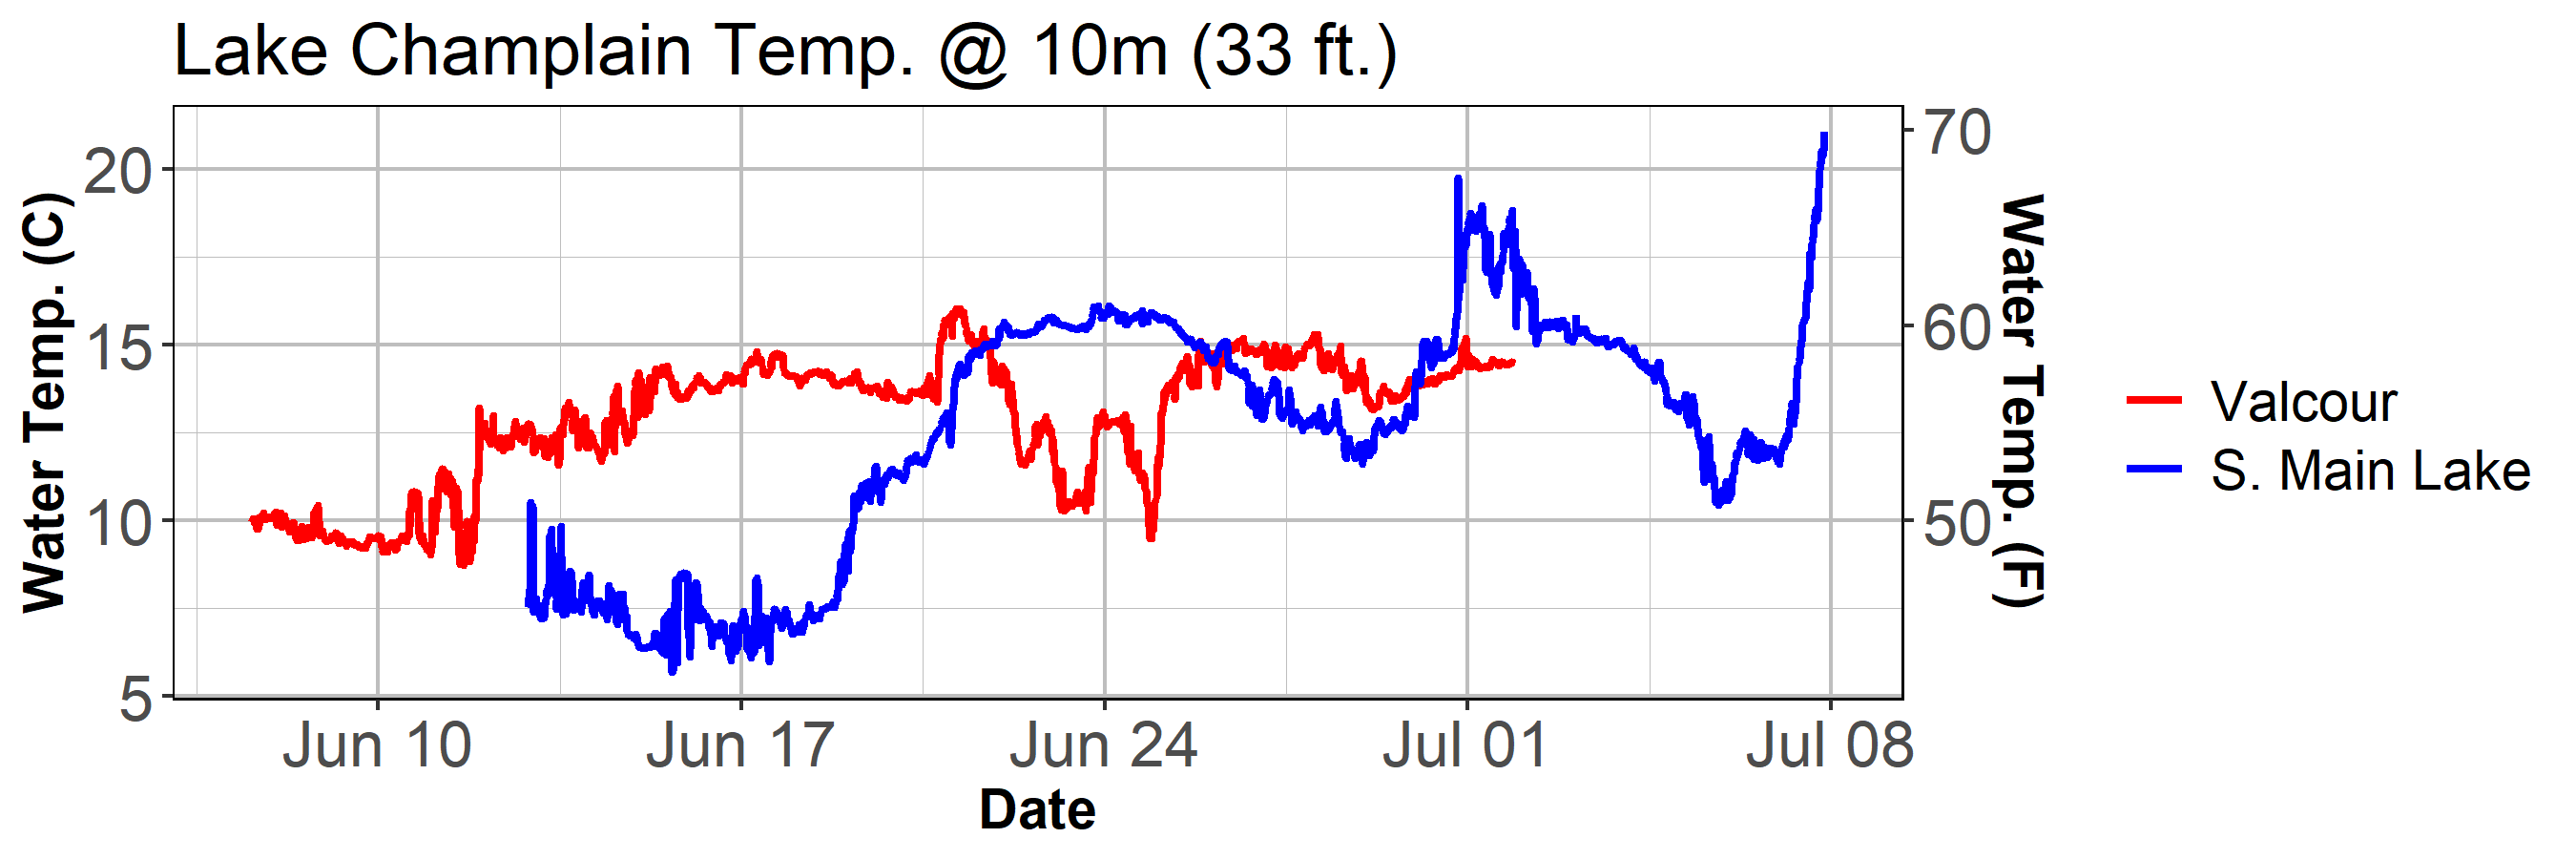 Lake Champlain Temp. @ 10m (33 ft.)
Water Temp. (C)
20
15
10
5
70
60
50
Water Temp. (F)
Jun 10
Jun 17
Jun 24
Jul 01
Jul 08
Date
Valcour
S. Main Lake